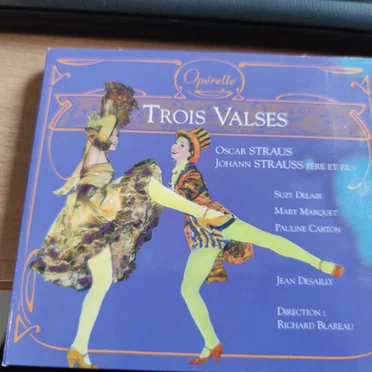 Opérette
TROIS VALSES
OSCAR STRAUS
JOHANN STRAUSS PÈRE ET FILS
SUZY DELAIR
MARY MARQUET
PAULINE CARTON
JEAN DESAILLY
DIRECTION :
RICHARD BLAREAU